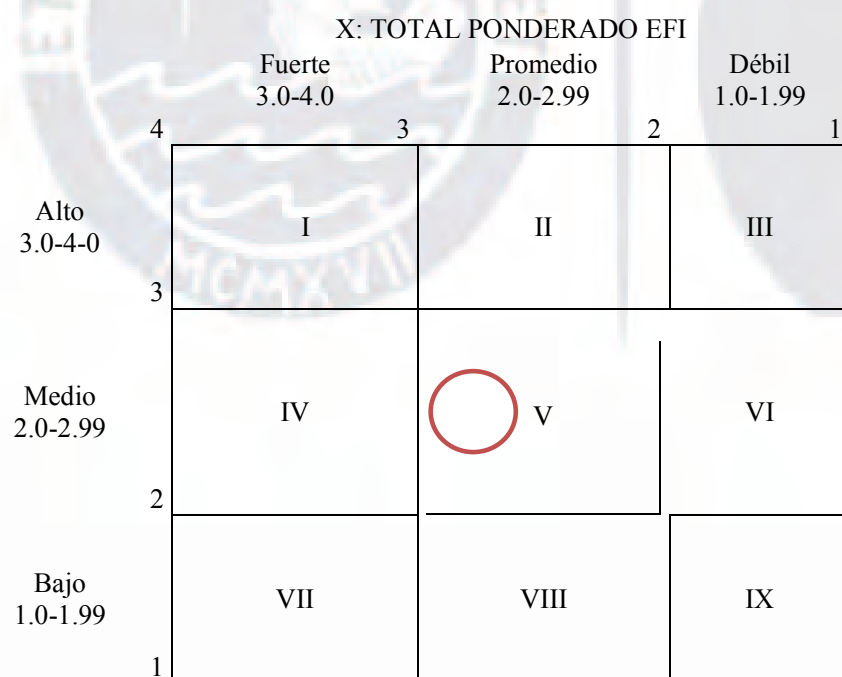 X: TOTAL PONDERADO EFI
Fuerte Promedio Débil
3.0-4.0 2.0-2.99 1.0-1.99
4 3 2 1
Alto
3.0-4-0
I II III
MCMXVII
3
Medio
2.0-2.99
IV V VI
2
Bajo
1.0-1.99
VII VIII IX
1